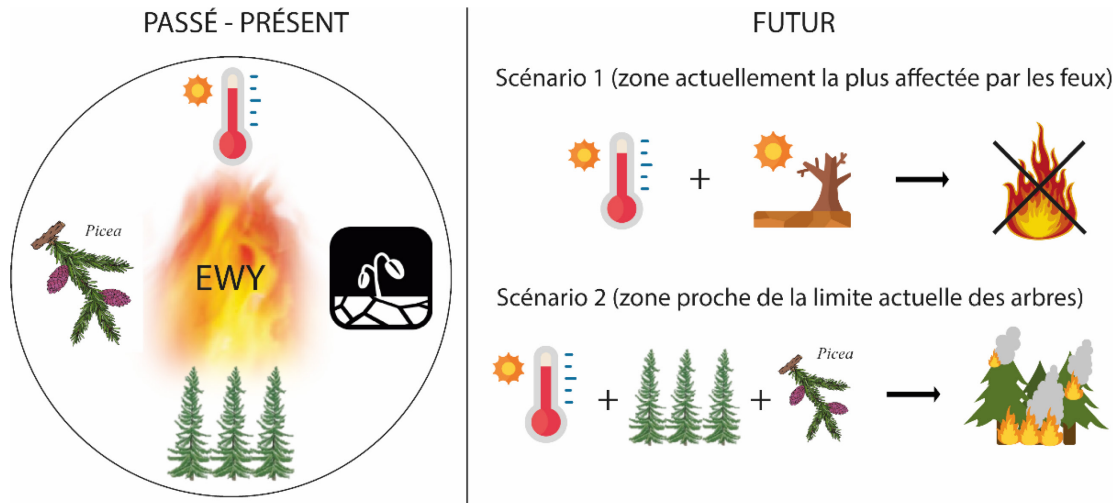 PASSÉ - PRÉSENT
Picea
EWY
FUTUR
Scénario 1 (zone actuellement la plus affectée par les feux)
+
Scénario 2 (zone proche de la limite actuelle des arbres)
+ +
Picea